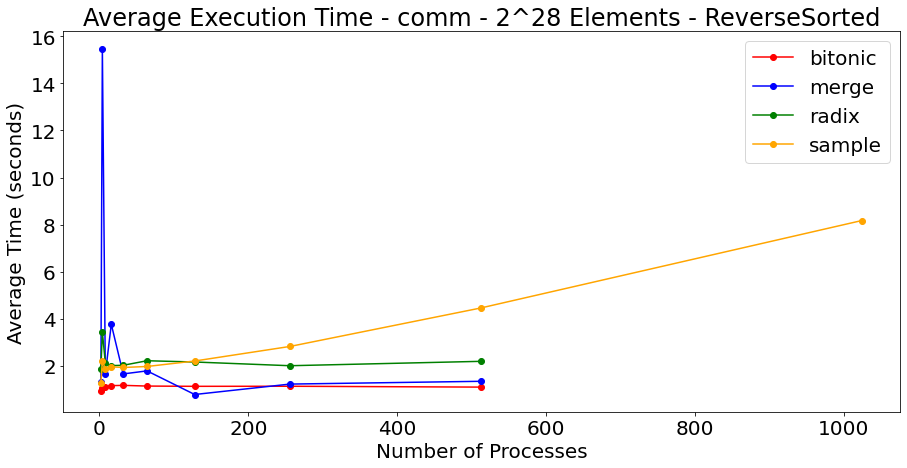 Average Execution Time - comm - 2^28 Elements - ReverseSorted
Average Time (seconds)
16
14
12
10
8
6
4
2
bitonic
merge
radix
sample
0
200
400
600
800
1000
Number of Processes